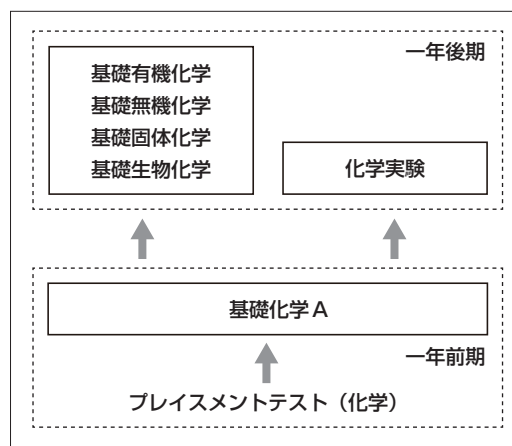 一年後期
基礎有機化学
基礎無機化学
基礎固体化学
基礎生物化学
化学実験
基礎化学A
一年前期
プレイスメントテスト（化学）